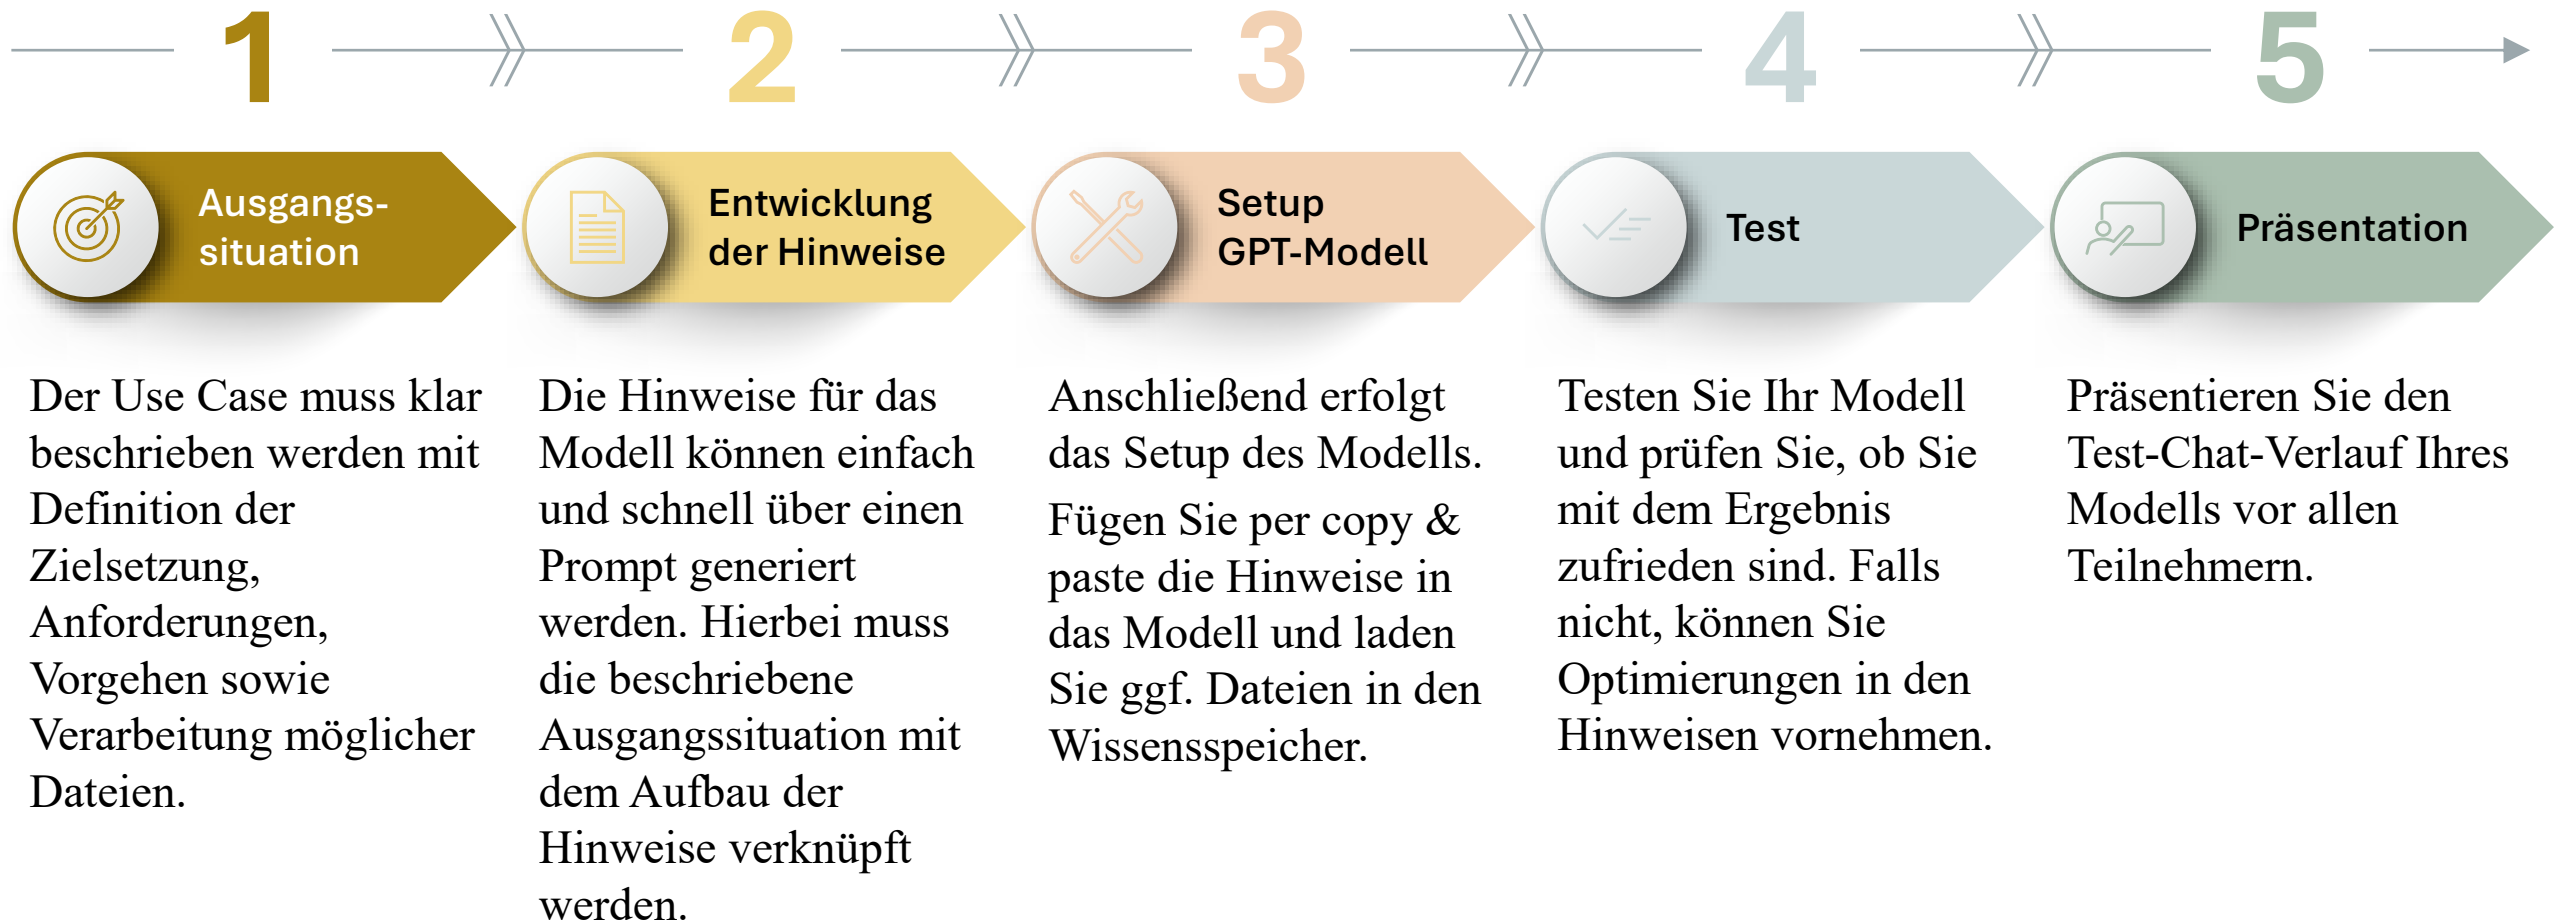 1
2
3
4
5
Ausgangs-
situation
Entwicklung
der Hinweise
Setup
GPT-Modell
Test
Präsentation
Der Use Case muss klar
beschrieben werden mit
Definition der
Zielsetzung,
Anforderungen,
Vorgehen sowie
Verarbeitung möglicher
Dateien.
Die Hinweise für das
Modell können einfach
und schnell über einen
Prompt generiert
werden. Hierbei muss
die beschriebene
Ausgangssituation mit
dem Aufbau der
Hinweise verknüpft
werden.
Anschließend erfolgt
das Setup des Modells.
Fügen Sie per copy &
paste die Hinweise in
das Modell und laden
Sie ggf. Dateien in den
Wissensspeicher.
Testen Sie Ihr Modell
und prüfen Sie, ob Sie
mit dem Ergebnis
zufrieden sind. Falls
nicht, können Sie
Optimierungen in den
Hinweisen vornehmen.
Präsentieren Sie den
Test-Chat-Verlauf Ihres
Modells vor allen
Teilnehmern.